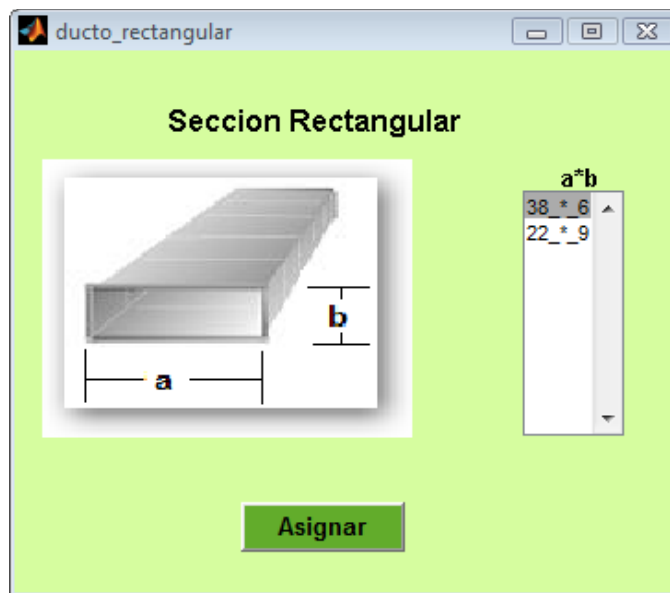 ducto_rectangular
Seccion Rectangular
a*b
38_*_6
22_*_9
b
a
Asignar